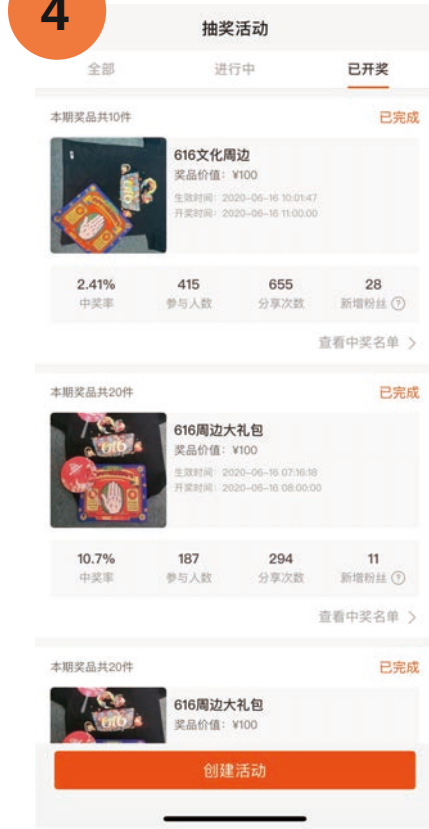 4
抽奖活动
全部 进行中 已开奖
本期奖品共10件 已完成
616文化周边
奖品价值：¥100
生效时间：2020-06-16 10:01:47
开奖时间：2020-06-16 11:00:00
2.41% 415 655 28
中奖率 参与人数 分享次数 新增粉丝 ?
查看中奖名单 >
本期奖品共20件 已完成
616
616周边大礼包
奖品价值：¥100
生效时间：2020-06-16 07:16:18
开奖时间：2020-06-16 08:00:00
10.7% 187 294 11
中奖率 参与人数 分享次数 新增粉丝 ?
查看中奖名单 >
本期奖品共20件 已完成
616
616周边大礼包
奖品价值：¥100
创建活动